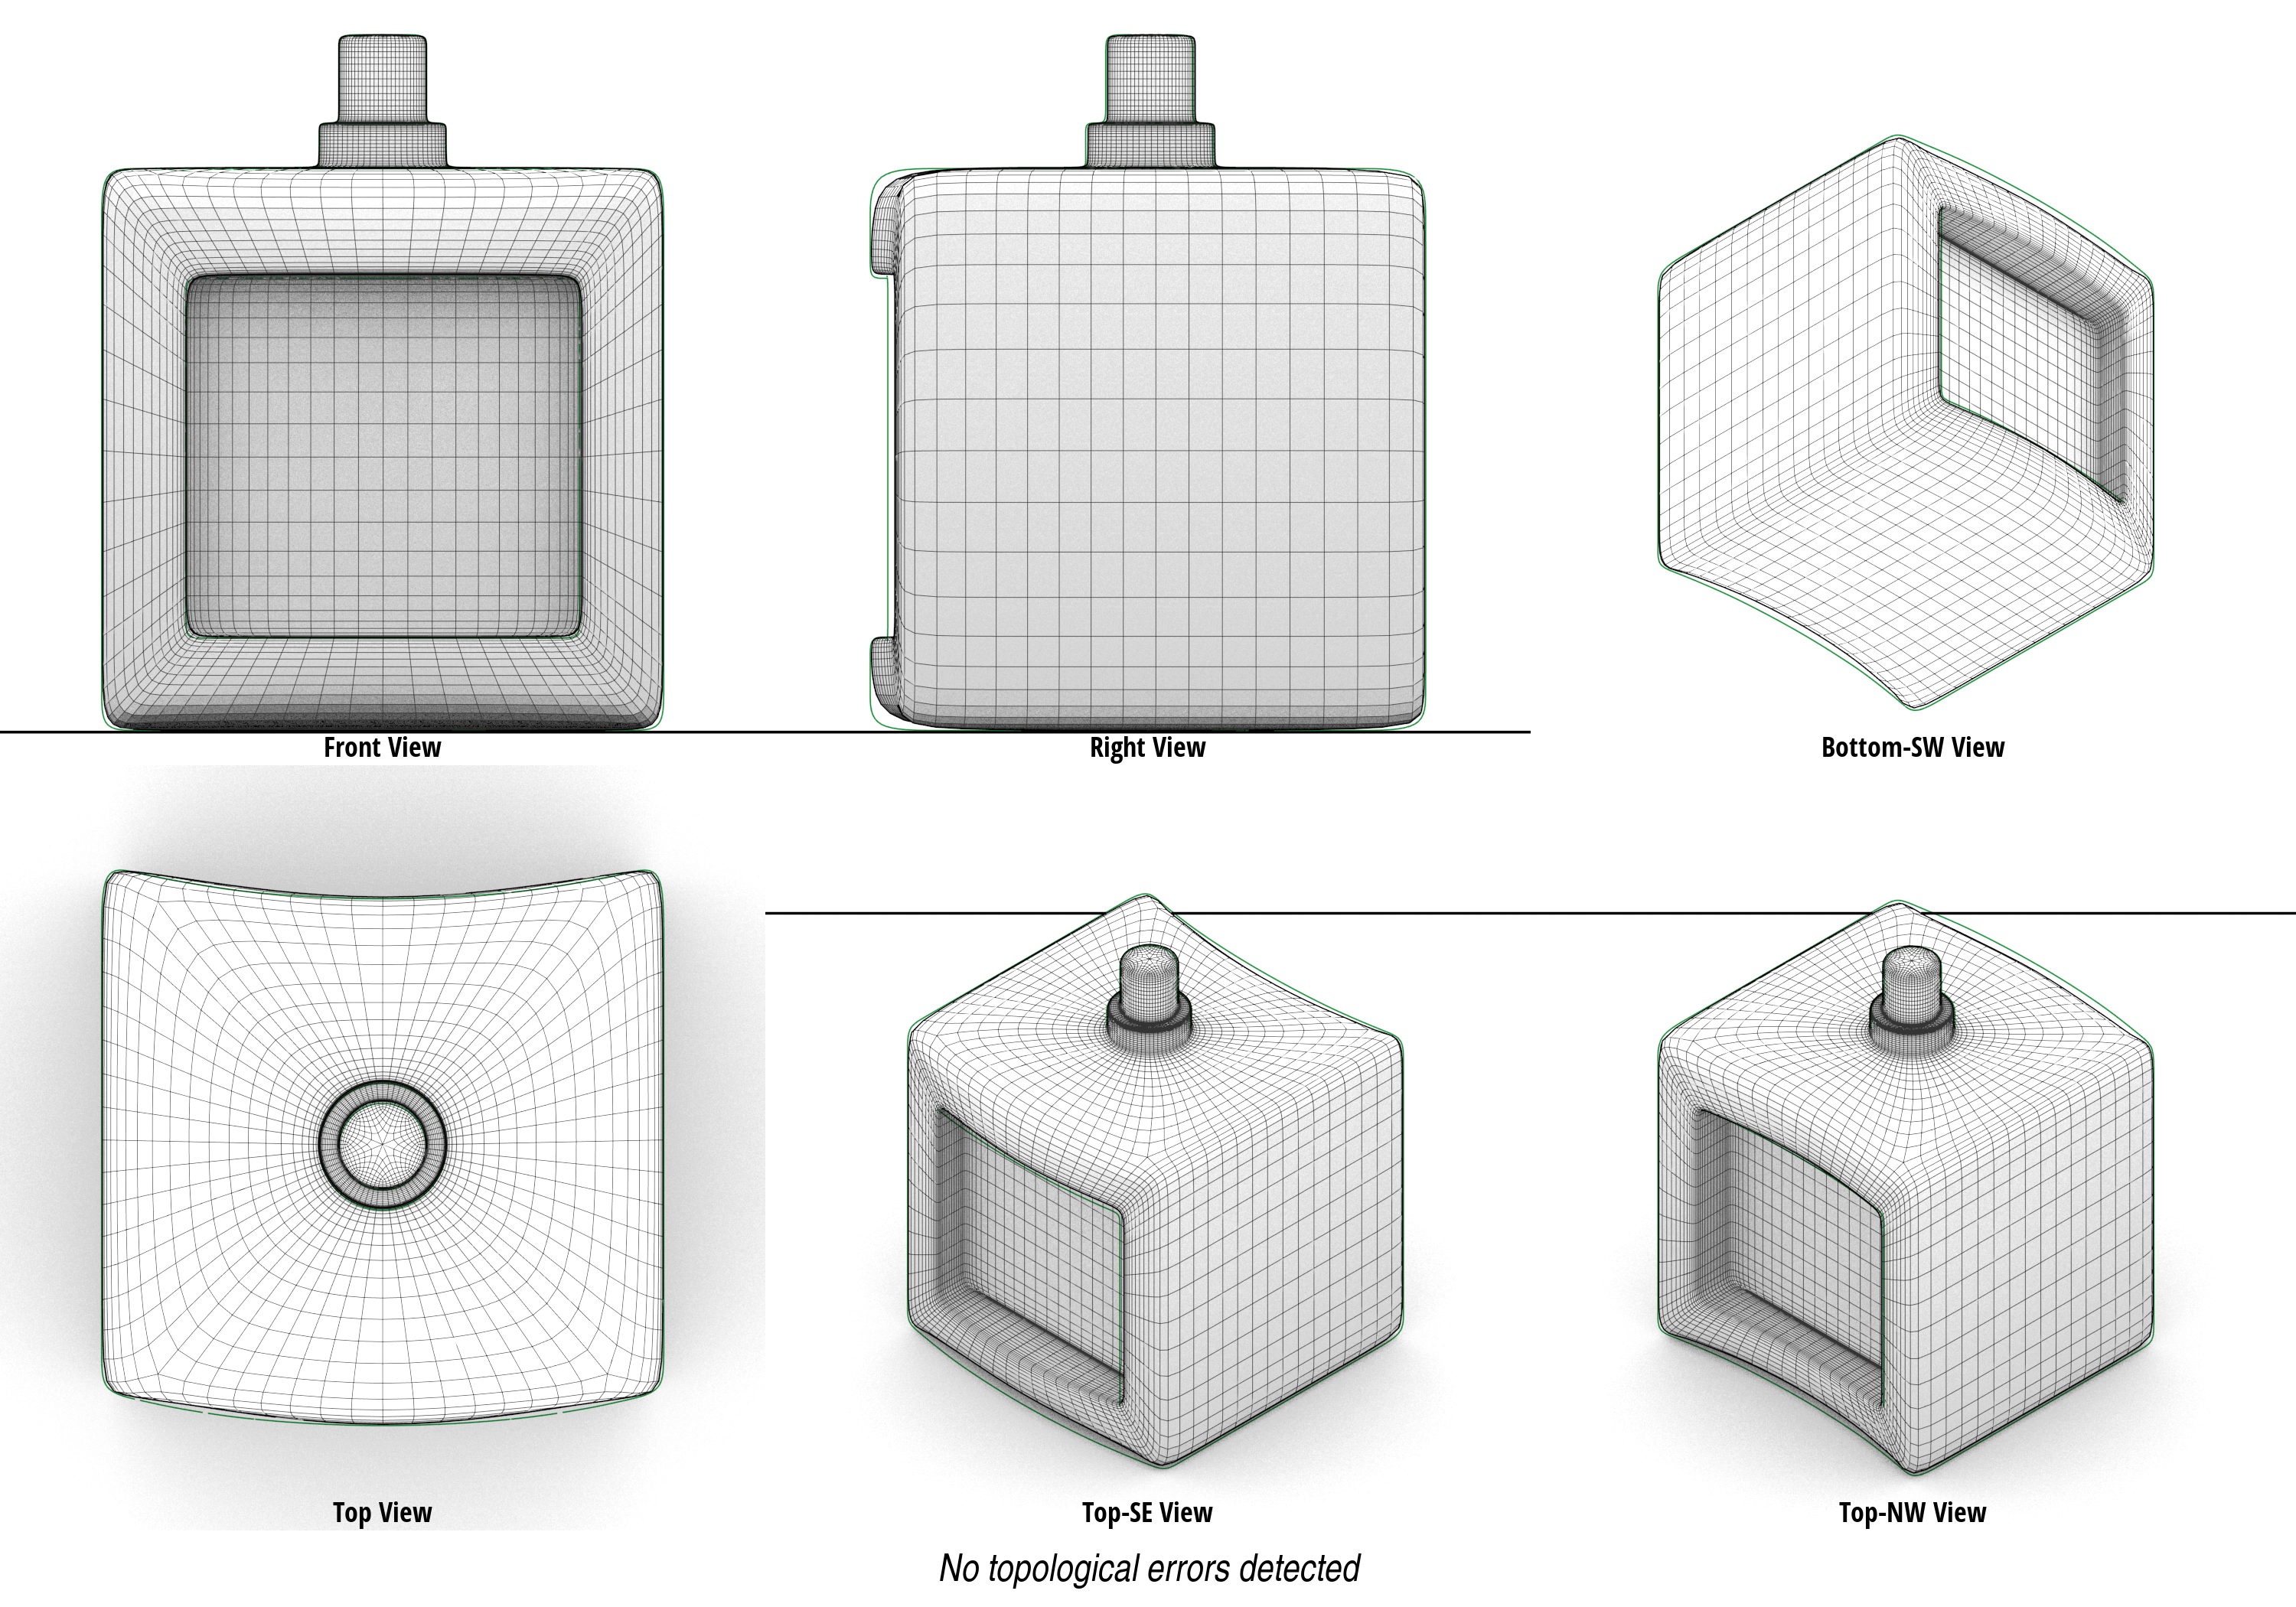 Front View
Right View
Bottom-SW View
Top View
Top-SE View
Top-NW View
No topological errors detected